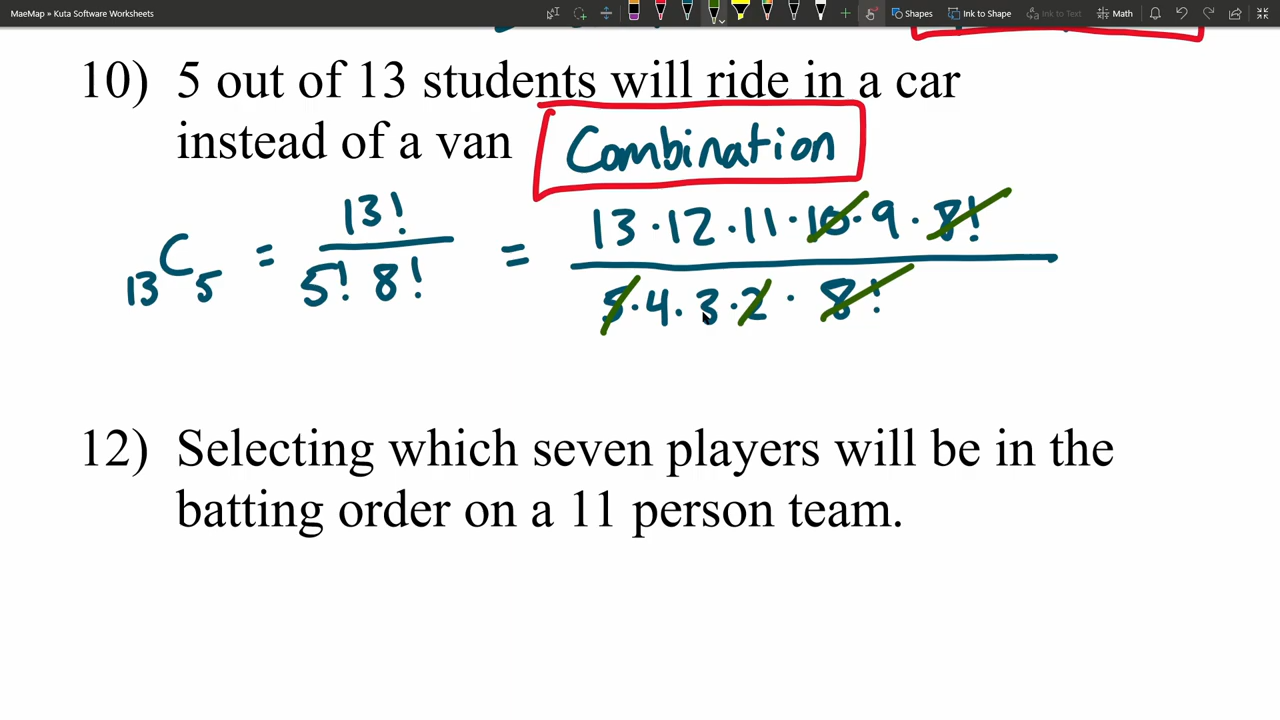 MaeMap » Kuta Software Worksheets
Shapes Ink to Shape Ink to Text Math
10) 5 out of 13 students will ride in a car
instead of a van Combination
13C5 = 13! / 5! 8! = 13·12·11·10·9·8! / 5·4·3·2·8!
12) Selecting which seven players will be in the
batting order on a 11 person team.